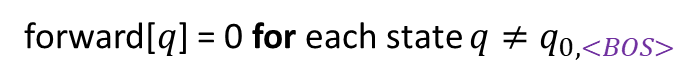 forward[q] = 0 for each state q ≠ q0,<BOS>